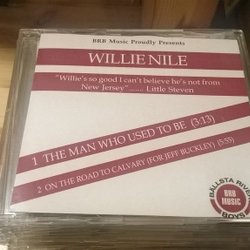 BRB Music Proudly Presents
WILLIE NILE
"Willie's so good I can't believe he's not from
New Jersey"........ Little Steven
1 THE MAN WHO USED TO BE (3:13)
2 ON THE ROAD TO CALVARY (FOR JEFF BUCKLEY) (5:55)
BALLSTA RIVER
BRB
MUSIC
BOYS